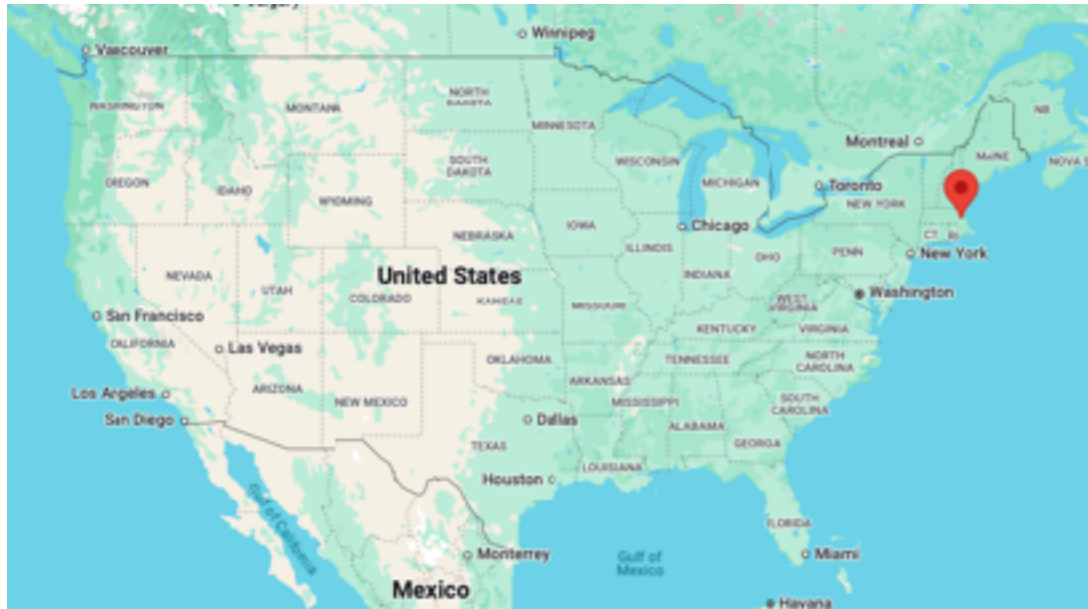 Winnipeg
Vancouver
WASHINGTON
MONTANA
NORTH
DAKOTA
MINNESOTA
NB
Montreal
MAINE
NOVA S
OREGON
IDAHO
SOUTH
DAKOTA
WISCONSIN
MICHIGAN
Toronto
WYOMING
NEW YORK
IOWA
Chicago
NEBRASKA
CT
RI
ILLINOIS
INDIANA
OHIO
PENN
New York
NEVADA
UTAH
COLORADO
United States
KANSAS
MISSOURI
WEST
VIRGINIA
Washington
San Francisco
CALIFORNIA
KENTUCKY
VIRGINIA
Las Vegas
OKLAHOMA
TENNESSEE
NORTH
CAROLINA
Los Angeles
ARIZONA
NEW MEXICO
ARKANSAS
MISSISSIPPI
SOUTH
CAROLINA
San Diego
Dallas
ALABAMA
TEXAS
GEORGIA
LOUISIANA
Houston
Gulf of California
FLORIDA
Monterrey
Gulf of
Mexico
Miami
Mexico
Havana